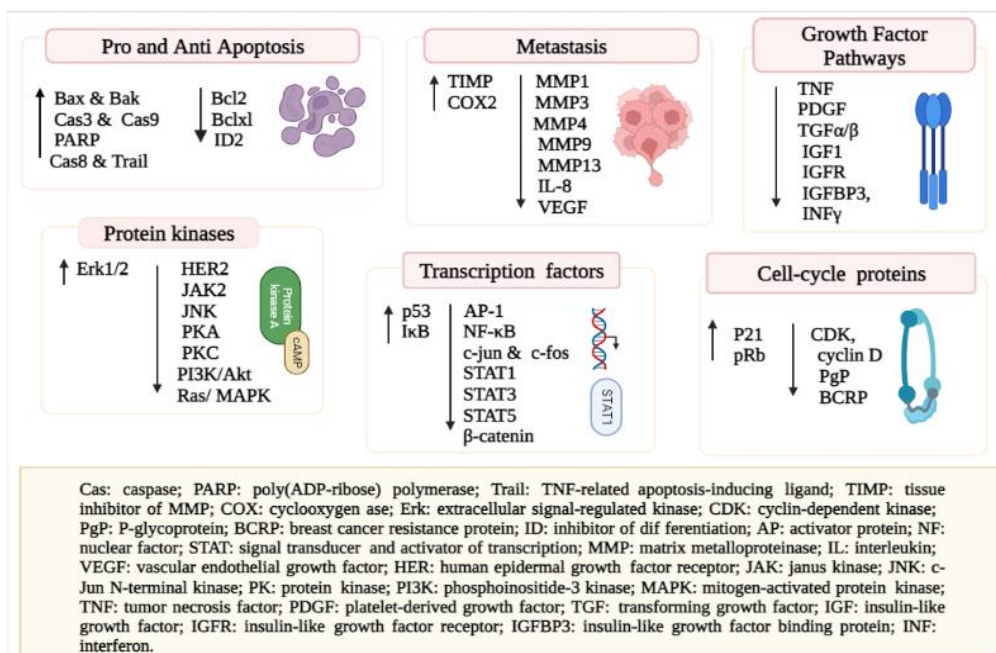 Pro and Anti Apoptosis
Bax & Bak
Cas3 & Cas9
PARP
Cas8 & Trail
Bcl2
Bclxl
ID2
Metastasis
TIMP
COX2
MMP1
MMP3
MMP4
MMP9
MMP13
IL-8
VEGF
Growth Factor
Pathways
TNF
PDGF
TGFα/β
IGF1
IGFR
IGFBP3,
INFγ
Protein kinases
Erk1/2
HER2
JAK2
JNK
PKA
PKC
PI3K/Akt
Ras/ MAPK
Protein
kinase A
cAMP
Transcription factors
p53
IκB
AP-1
NF-κB
c-jun & c-fos
STAT1
STAT3
STAT5
β-catenin
STAT1
Cell-cycle proteins
P21
pRb
CDK,
cyclin D
PgP
BCRP
Cas: caspase; PARP: poly(ADP-ribose) polymerase; Trail: TNF-related apoptosis-inducing ligand; TIMP: tissue
inhibitor of MMP; COX: cyclooxygen ase; Erk: extracellular signal-regulated kinase; CDK: cyclin-dependent kinase;
PgP: P-glycoprotein; BCRP: breast cancer resistance protein; ID: inhibitor of dif ferentiation; AP: activator protein; NF:
nuclear factor; STAT: signal transducer and activator of transcription; MMP: matrix metalloproteinase; IL: interleukin;
VEGF: vascular endothelial growth factor; HER: human epidermal growth factor receptor; JAK: janus kinase; JNK: c-
Jun N-terminal kinase; PK: protein kinase; PI3K: phosphoinositide-3 kinase; MAPK: mitogen-activated protein kinase;
TNF: tumor necrosis factor; PDGF: platelet-derived growth factor; TGF: transforming growth factor; IGF: insulin-like
growth factor; IGFR: insulin-like growth factor receptor; IGFBP3: insulin-like growth factor binding protein; INF:
interferon.